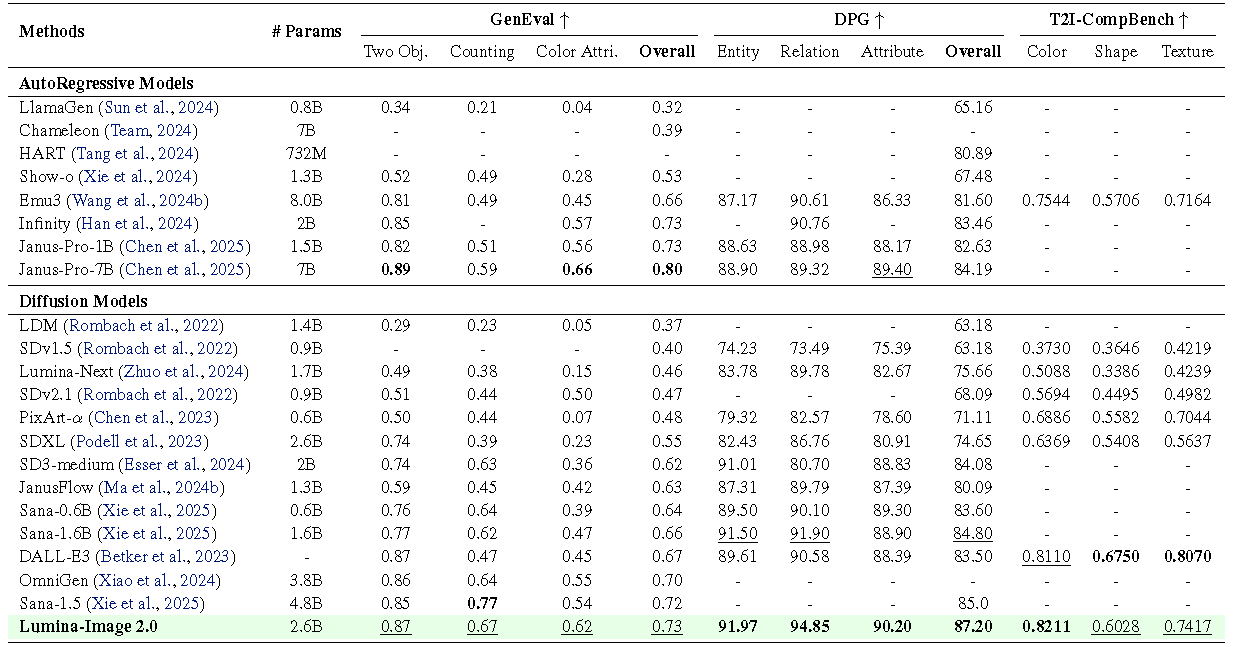 Methods # Params GenEval ↑ DPG ↑ T2I-CompBench ↑
Two Obj. Counting Color Attri. Overall Entity Relation Attribute Overall Color Shape Texture
AutoRegressive Models
LlamaGen (Sun et al., 2024) 0.8B 0.34 0.21 0.04 0.32 - - - 65.16 - - -
Chameleon (Team, 2024) 7B - - - 0.39 - - - - - - -
HART (Tang et al., 2024) 732M - - - - - - - 80.89 - - -
Show-o (Xie et al., 2024) 1.3B 0.52 0.49 0.28 0.53 - - - 67.48 - - -
Emu3 (Wang et al., 2024b) 8.0B 0.81 0.49 0.45 0.66 87.17 90.61 86.33 81.60 0.7544 0.5706 0.7164
Infinity (Han et al., 2024) 2B 0.85 - 0.57 0.73 - 90.76 - 83.46 - - -
Janus-Pro-1B (Chen et al., 2025) 1.5B 0.82 0.51 0.56 0.73 88.63 88.98 88.17 82.63 - - -
Janus-Pro-7B (Chen et al., 2025) 7B 0.89 0.59 0.66 0.80 88.90 89.32 89.40 84.19 - - -
Diffusion Models
LDM (Rombach et al., 2022) 1.4B 0.29 0.23 0.05 0.37 - - - 63.18 - - -
SDv1.5 (Rombach et al., 2022) 0.9B - - - 0.40 74.23 73.49 75.39 63.18 0.3730 0.3646 0.4219
Lumina-Next (Zhuo et al., 2024) 1.7B 0.49 0.38 0.15 0.46 83.78 89.78 82.67 75.66 0.5088 0.3386 0.4239
SDv2.1 (Rombach et al., 2022) 0.9B 0.51 0.44 0.50 0.47 - - - 68.09 0.5694 0.4495 0.4982
PixArt-α (Chen et al., 2023) 0.6B 0.50 0.44 0.07 0.48 79.32 82.57 78.60 71.11 0.6886 0.5582 0.7044
SDXL (Podell et al., 2023) 2.6B 0.74 0.39 0.23 0.55 82.43 86.76 80.91 74.65 0.6369 0.5408 0.5637
SD3-medium (Esser et al., 2024) 2B 0.74 0.63 0.36 0.62 91.01 80.70 88.83 84.08 - - -
JanusFlow (Ma et al., 2024b) 1.3B 0.59 0.45 0.42 0.63 87.31 89.79 87.39 80.09 - - -
Sana-0.6B (Xie et al., 2025) 0.6B 0.76 0.64 0.39 0.64 89.50 90.10 89.30 83.60 - - -
Sana-1.6B (Xie et al., 2025) 1.6B 0.77 0.62 0.47 0.66 91.50 91.90 88.90 84.80 - - -
DALL-E3 (Betker et al., 2023) - 0.87 0.47 0.45 0.67 89.61 90.58 88.39 83.50 0.8110 0.6750 0.8070
OmniGen (Xiao et al., 2024) 3.8B 0.86 0.64 0.55 0.70 - - - - - - -
Sana-1.5 (Xie et al., 2025) 4.8B 0.85 0.77 0.54 0.72 - - - 85.0 - - -
Lumina-Image 2.0 2.6B 0.87 0.67 0.62 0.73 91.97 94.85 90.20 87.20 0.8211 0.6028 0.7417